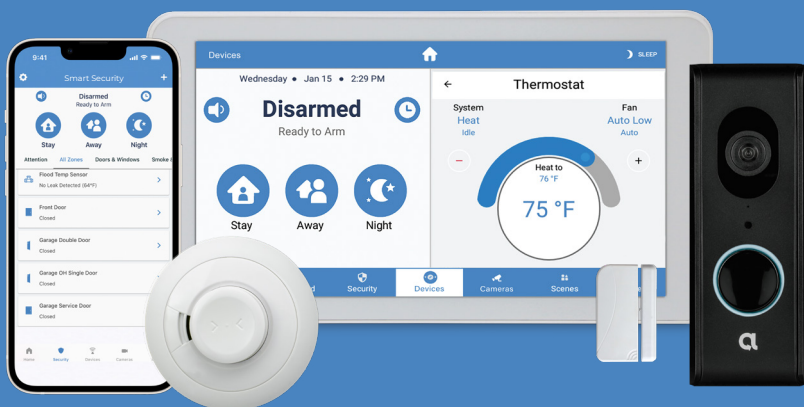 9:41
Smart Security
+
Disarmed
Ready to Arm
Stay Away Night
Attention All Zones Doors & Windows Smoke
Flood Temp Sensor
No Leak Detected (64°F)
Front Door
Closed
Garage Double Door
Closed
Garage OH Single Door
Closed
Garage Service Door
Closed
Home Security Devices Cameras
Devices
SLEEP
Wednesday • Jan 15 • 2:29 PM
Disarmed
Ready to Arm
Stay Away Night
Thermostat
System
Heat
Idle
Fan
Auto Low
Auto
Heat to
76 °F
75 °F
− +
Security Devices Cameras Scenes
a